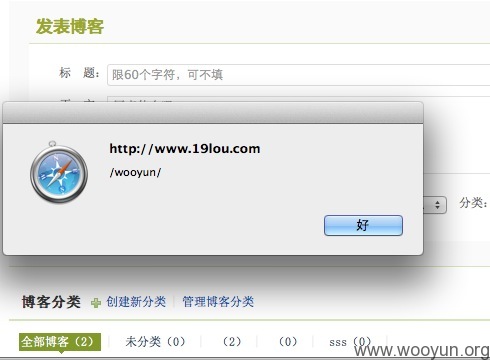 发表博客
标 题: 限60个字符，可不填
http://www.19lou.com
/wooyun/
分类:
好
博客分类 创建新分类 管理博客分类
全部博客（2） 未分类（0） （2） （0） sss（0）
www.wooyun.org